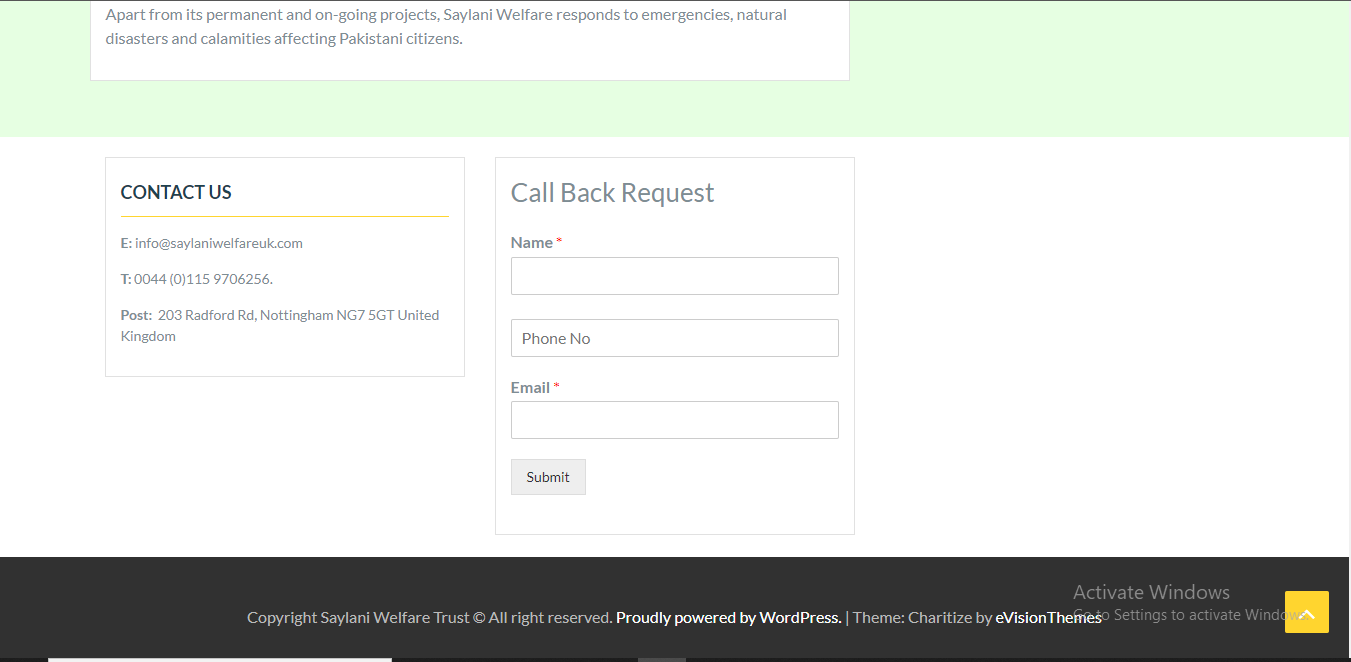 Apart from its permanent and on-going projects, Saylani Welfare responds to emergencies, natural
disasters and calamities affecting Pakistani citizens.
CONTACT US
E: info@saylaniwelfareuk.com
T: 0044 (0)115 9706256.
Post:  203 Radford Rd, Nottingham NG7 5GT United
Kingdom
Call Back Request
Name *
Phone No
Email *
Submit
Activate Windows
Go to Settings to activate Windows.
Copyright Saylani Welfare Trust © All right reserved. Proudly powered by WordPress. | Theme: Charitize by eVisionThemes